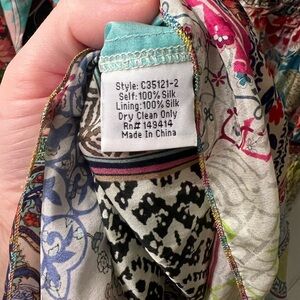 Style: C35121-2
Self:100% Silk
Lining:100% Silk
Dry Clean Only
Rn# 149414
Made In China